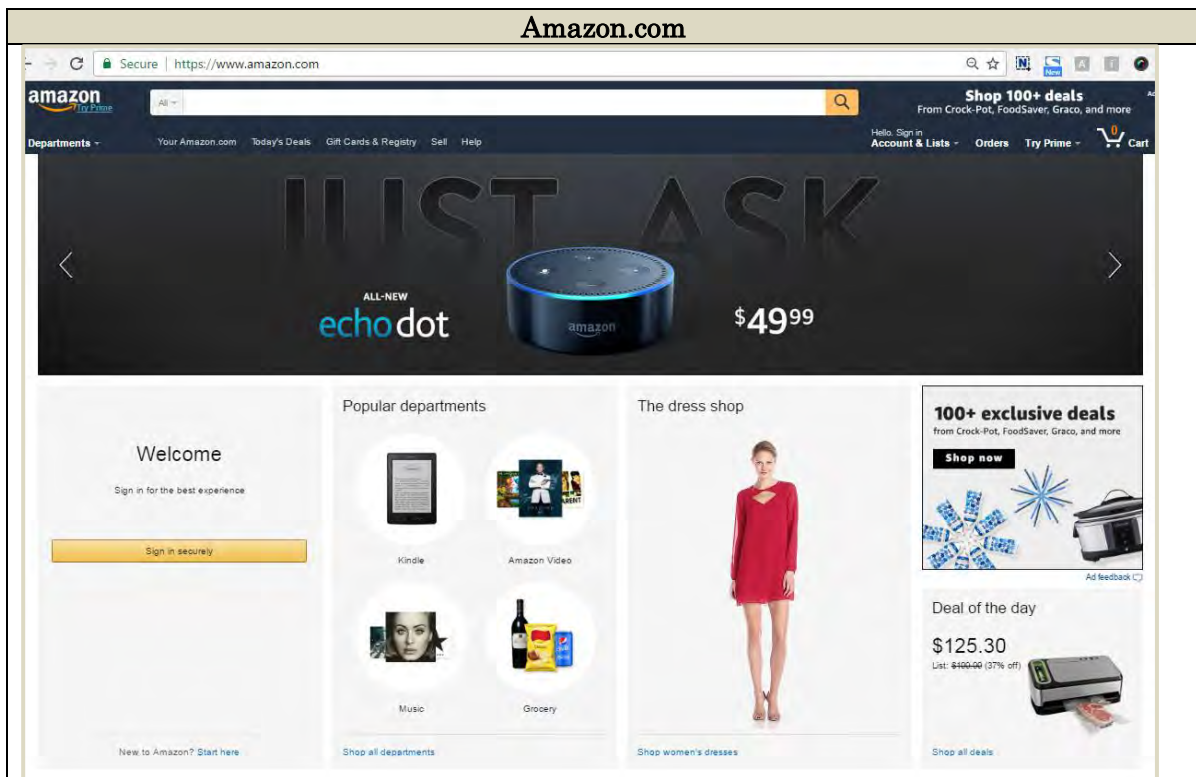 Amazon.com
Secure | https://www.amazon.com
New
amazon
Try Prime
All
Shop 100+ deals
From Crock-Pot, FoodSaver, Graco, and more
Departments
Your Amazon.com Today's Deals Gift Cards & Registry Sell Help
Hello. Sign in
Account & Lists Orders Try Prime 0 Cart
JUST ASK
ALL-NEW
echo dot
amazon
$4999
Welcome
Sign in for the best experience
Sign in securely
New to Amazon? Start here
Popular departments
Kindle Amazon Video
Music Grocery
Shop all departments
The dress shop
Shop women's dresses
100+ exclusive deals
from Crock-Pot, FoodSaver, Graco, and more
Shop now
Ad feedback
Deal of the day
$125.30
List: (37% off)
Shop all deals